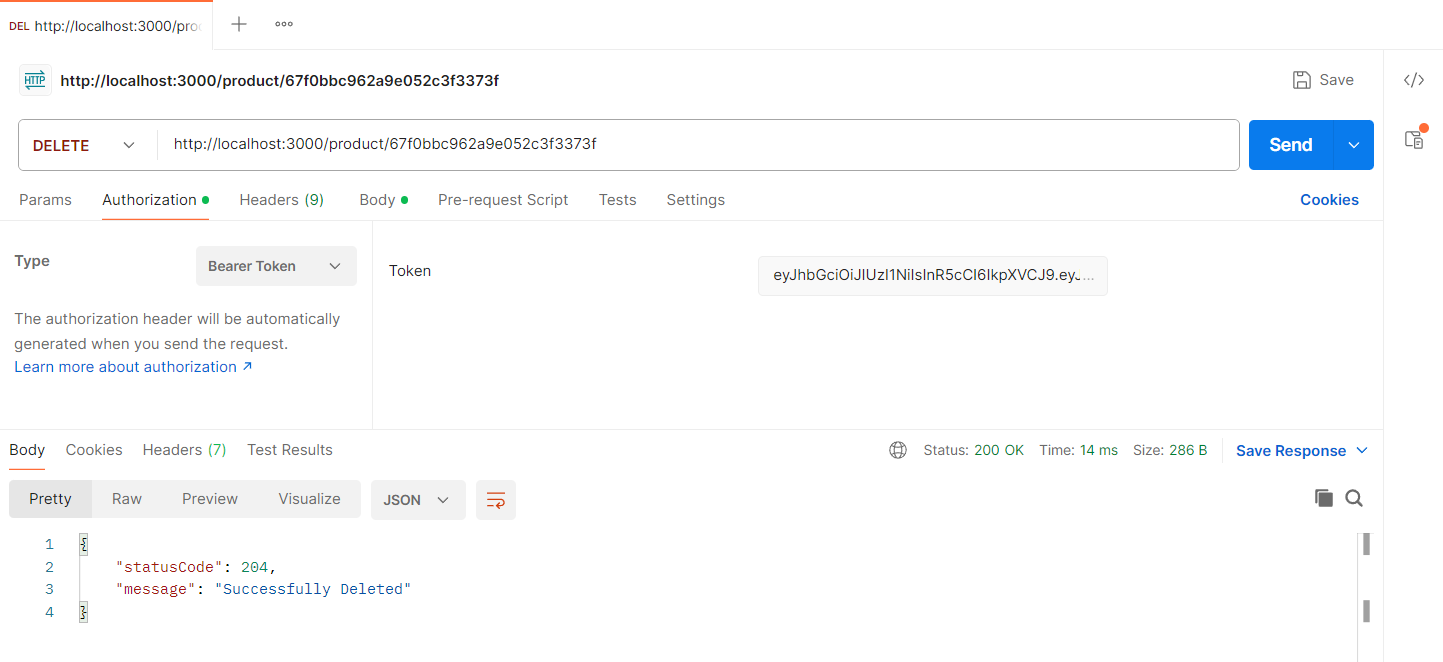 DEL http://localhost:3000/pro
HTTP http://localhost:3000/product/67f0bbc962a9e052c3f3373f
Save
</>
DELETE http://localhost:3000/product/67f0bbc962a9e052c3f3373f
Send
Params Authorization Headers (9) Body Pre-request Script Tests Settings Cookies
Type Bearer Token
Token eyJhbGciOiJIUzI1NiIsInR5cCI6IkpXVCJ9.eyJ...
The authorization header will be automatically
generated when you send the request.
Learn more about authorization ↗
Body Cookies Headers (7) Test Results Status: 200 OK Time: 14 ms Size: 286 B Save Response
Pretty Raw Preview Visualize JSON
1 {
2 "statusCode": 204,
3 "message": "Successfully Deleted"
4 }